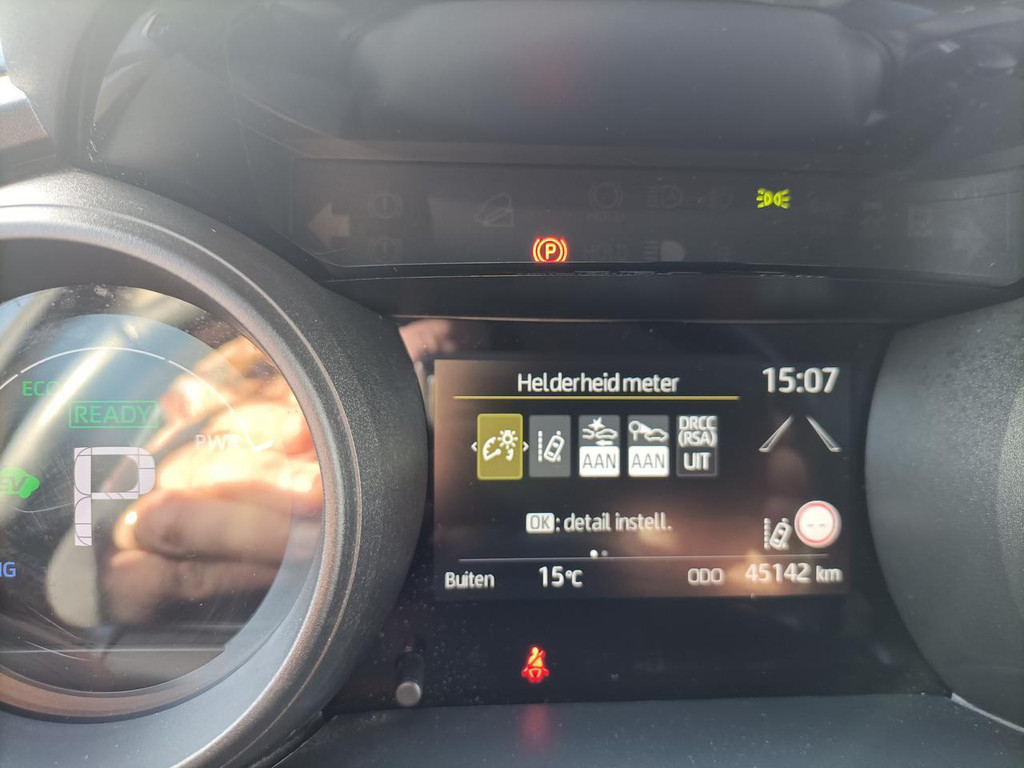 (P)
Helderheid meter
15:07
ECO
READY
PWR
P
EV
AAN
AAN
DRCC
(RSA)
UIT
OK : detail instell.
--
Buiten 15°C ODO 45142 km